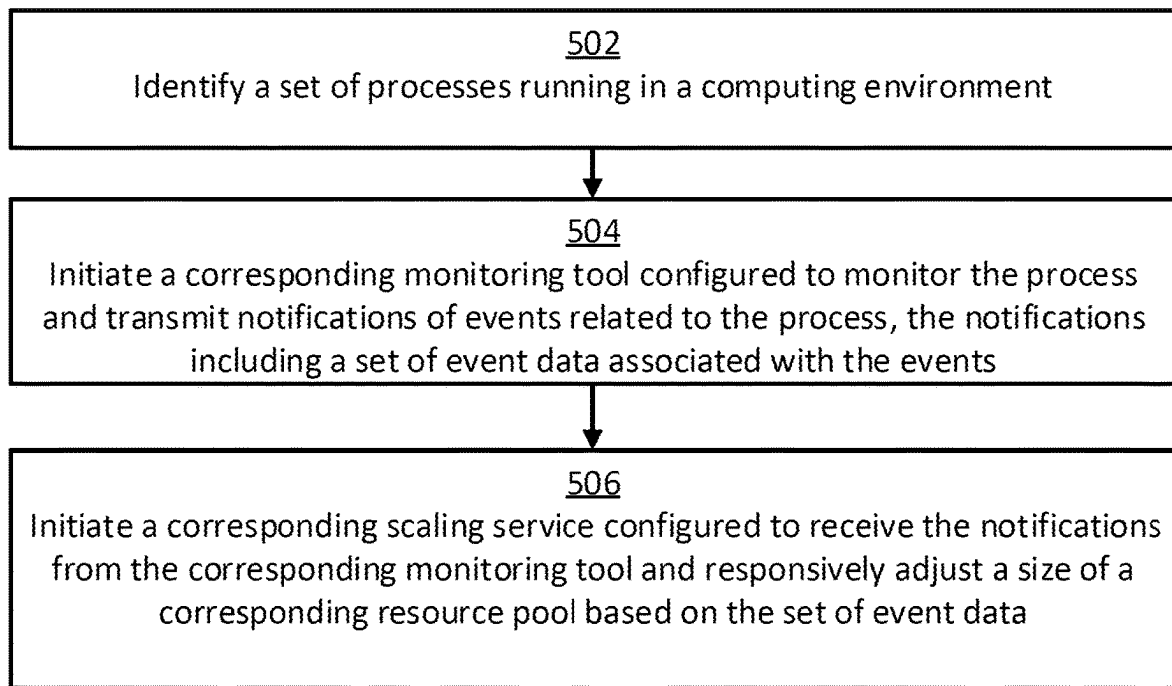 502
Identify a set of processes running in a computing environment
504
Initiate a corresponding monitoring tool configured to monitor the process
and transmit notifications of events related to the process, the notifications
including a set of event data associated with the events
506
Initiate a corresponding scaling service configured to receive the notifications
from the corresponding monitoring tool and responsively adjust a size of a
corresponding resource pool based on the set of event data